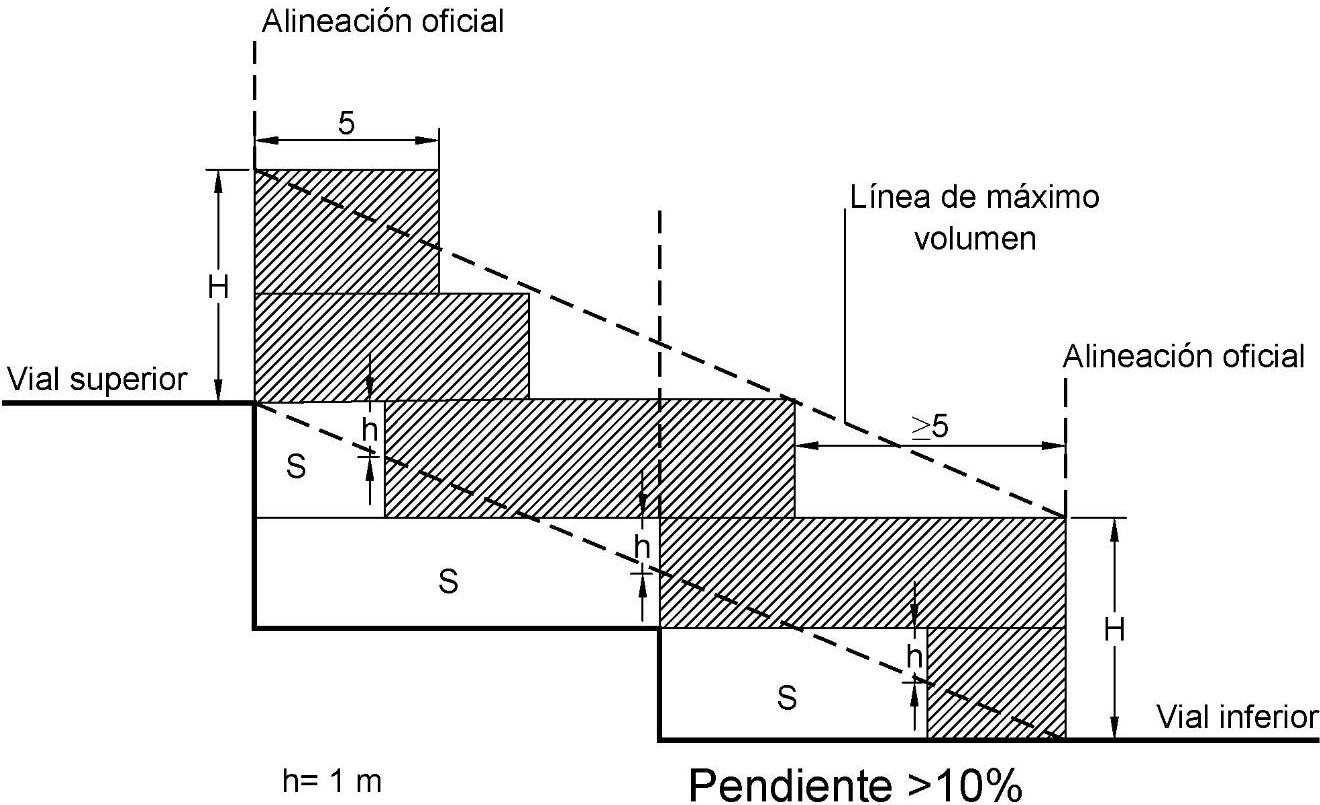 Alineación oficial
5
Línea de máximo
volumen
H
Alineación oficial
Vial superior
h
≥5
S
h
S
H
h
S
Vial inferior
h= 1 m
Pendiente >10%